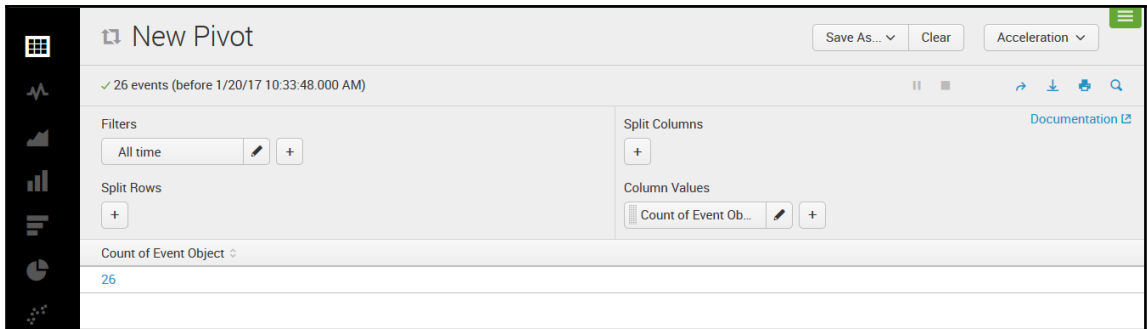 New Pivot
Save As... Clear Acceleration
26 events (before 1/20/17 10:33:48.000 AM)
Documentation
Filters
All time
+
Split Columns
+
Split Rows
+
Column Values
Count of Event Ob...
+
Count of Event Object
26